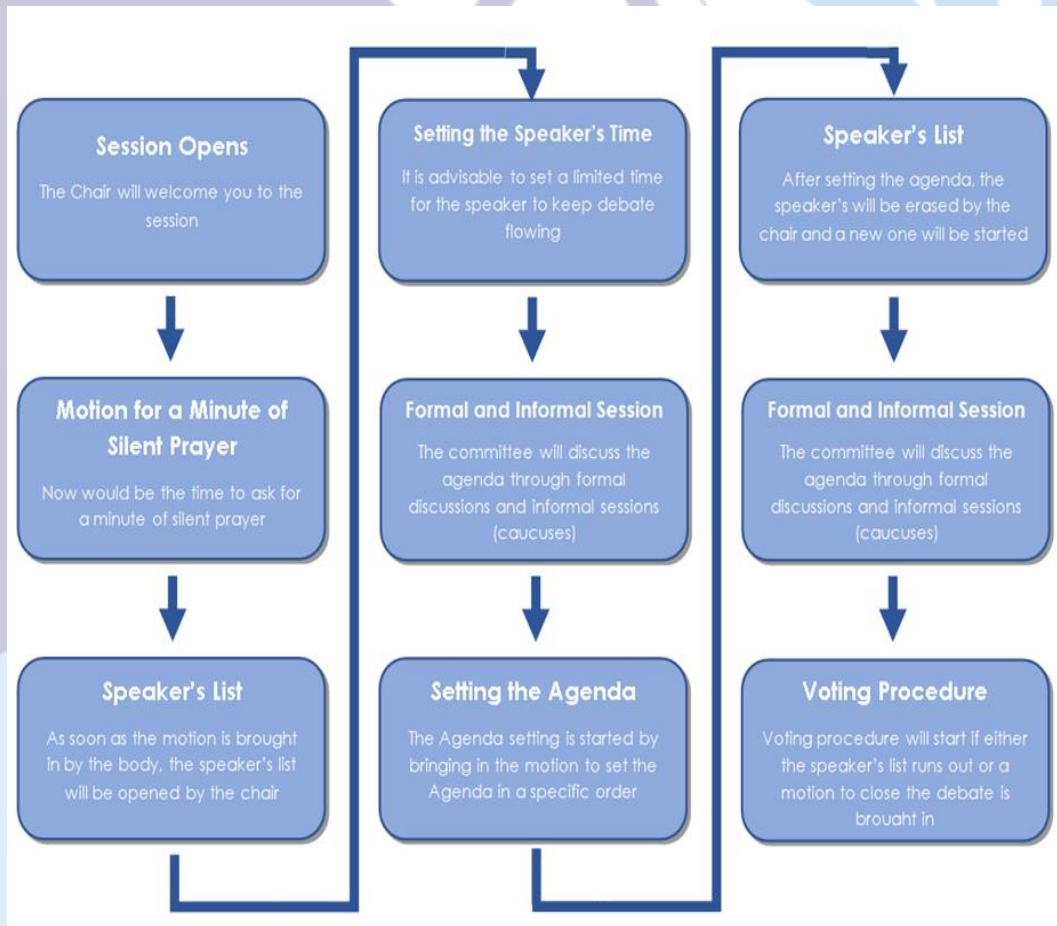 Session Opens
The Chair will welcome you to the
session
Motion for a Minute of
Silent Prayer
Now would be the time to ask for
a minute of silent prayer
Speaker's List
As soon as the motion is brought
in by the body, the speaker's list
will be opened by the chair
Setting the Speaker's Time
It is advisable to set a limited time
for the speaker to keep debate
flowing
Formal and Informal Session
The committee will discuss the
agenda through formal
discussions and informal sessions
(caucuses)
Setting the Agenda
The Agenda setting is started by
bringing in the motion to set the
Agenda in a specific order
Speaker's List
After setting the agenda, the
speaker's will be erased by the
chair and a new one will be started
Formal and Informal Session
The committee will discuss the
agenda through formal
discussions and informal sessions
(caucuses)
Voting Procedure
Voting procedure will start if either
the speaker's list runs out or a
motion to close the debate is
brought in